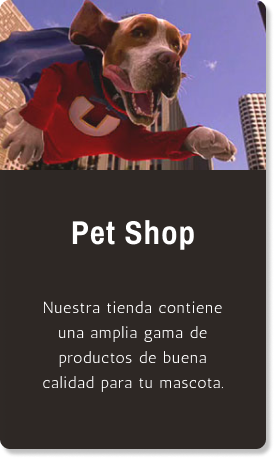 U
Pet Shop
Nuestra tienda contiene
una amplia gama de
productos de buena
calidad para tu mascota.